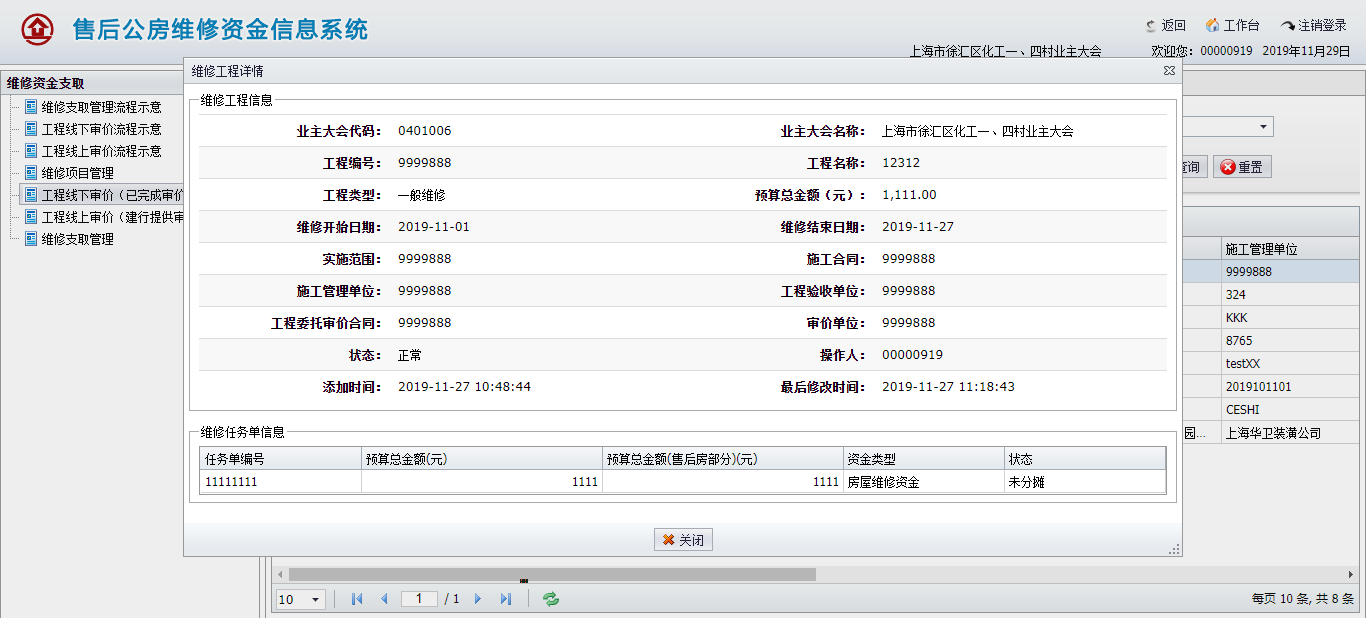 售后公房维修资金信息系统
返回 工作台 注销登录
上海市徐汇区化工一、四村业主大会 欢迎您：00000919 2019年11月29日
维修资金支取
维修支取管理流程示意
工程线下审价流程示意
工程线上审价流程示意
维修项目管理
工程线下审价（已完成审价
工程线上审价（建行提供审
维修支取管理
维修工程详情
维修工程信息
业主大会代码： 0401006 业主大会名称： 上海市徐汇区化工一、四村业主大会
工程编号： 9999888 工程名称： 12312
工程类型： 一般维修 预算总金额（元）： 1,111.00
维修开始日期： 2019-11-01 维修结束日期： 2019-11-27
实施范围： 9999888 施工合同： 9999888
施工管理单位： 9999888 工程验收单位： 9999888
工程委托审价合同： 9999888 审价单位： 9999888
状态： 正常 操作人： 00000919
添加时间： 2019-11-27 10:48:44 最后修改时间： 2019-11-27 11:18:43
维修任务单信息
任务单编号 预算总金额(元) 预算总金额(售后房部分)(元) 资金类型 状态
11111111 1111 1111 房屋维修资金 未分摊
关闭
询 重置
施工管理单位
9999888
324
KKK
8765
testXX
2019101101
CESHI
园... 上海华卫装潢公司
10 1 / 1 每页 10 条, 共 8 条